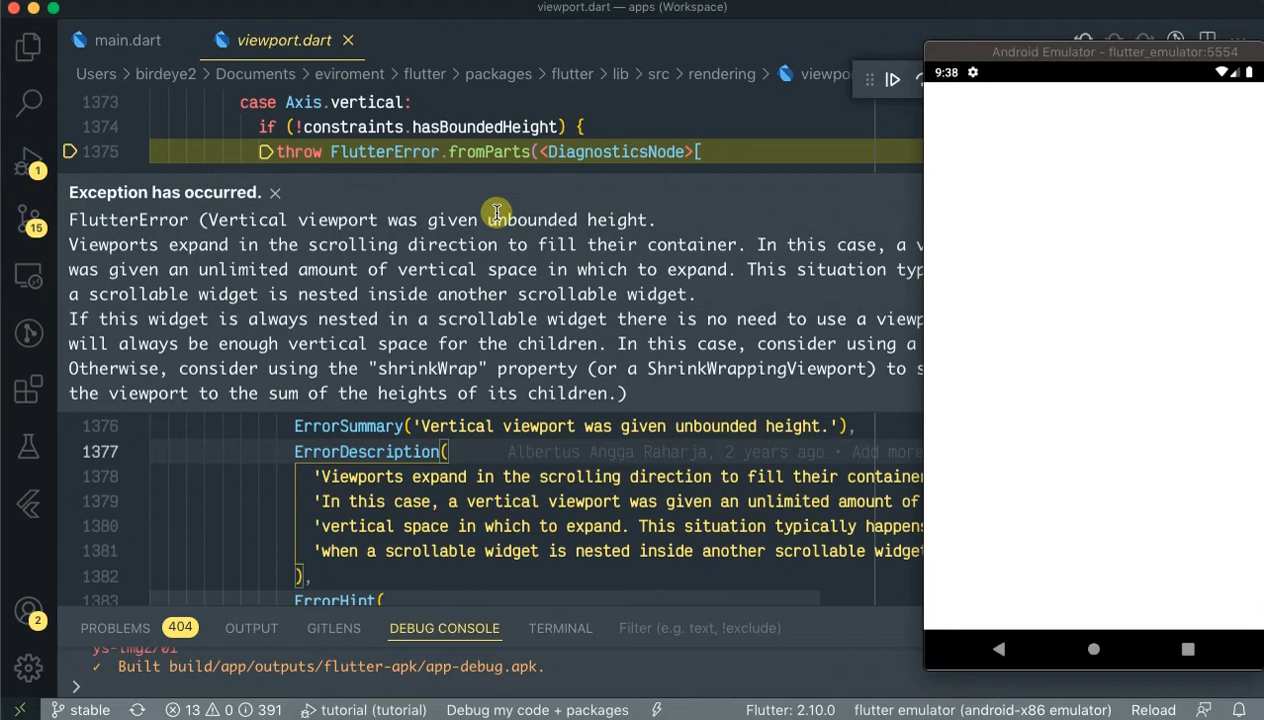 viewport.dart — apps (Workspace)
main.dart
viewport.dart
Users > birdeye2 > Documents > eviroment > flutter > packages > flutter > lib > src > rendering >
1373 case Axis.vertical:
1374 if (!constraints.hasBoundedHeight) {
1375 throw FlutterError.fromParts(<DiagnosticsNode>[
Exception has occurred.
FlutterError (Vertical viewport was given unbounded height.
Viewports expand in the scrolling direction to fill their container. In this case, a
was given an unlimited amount of vertical space in which to expand. This situation
a scrollable widget is nested inside another scrollable widget.
If this widget is always nested in a scrollable widget there is no need to use a
will always be enough vertical space for the children. In this case, consider using a
Otherwise, consider using the "shrinkWrap" property (or a ShrinkWrappingViewport) to
the viewport to the sum of the heights of its children.)
1376 ErrorSummary('Vertical viewport was given unbounded height.'),
1377 ErrorDescription( Albertus Angga Raharja, 2 years ago • Add more
1378 'Viewports expand in the scrolling direction to fill their
1379 'In this case, a vertical viewport was given an unlimited amount of
1380 'vertical space in which to expand. This situation typically
1381 'when a scrollable widget is nested inside another scrollable
1382 ),
1383 ErrorHint(
PROBLEMS 404 OUTPUT GITLENS DEBUG CONSOLE TERMINAL Filter (e.g. text, !exclude)
✓ Built build/app/outputs/flutter-apk/app-debug.apk.
>
1
15
2
stable 13 0 391 tutorial (tutorial) Debug my code + packages Flutter: 2.10.0 flutter emulator (android-x86 emulator) Reload
Android Emulator - flutter_emulator:5554
9:38